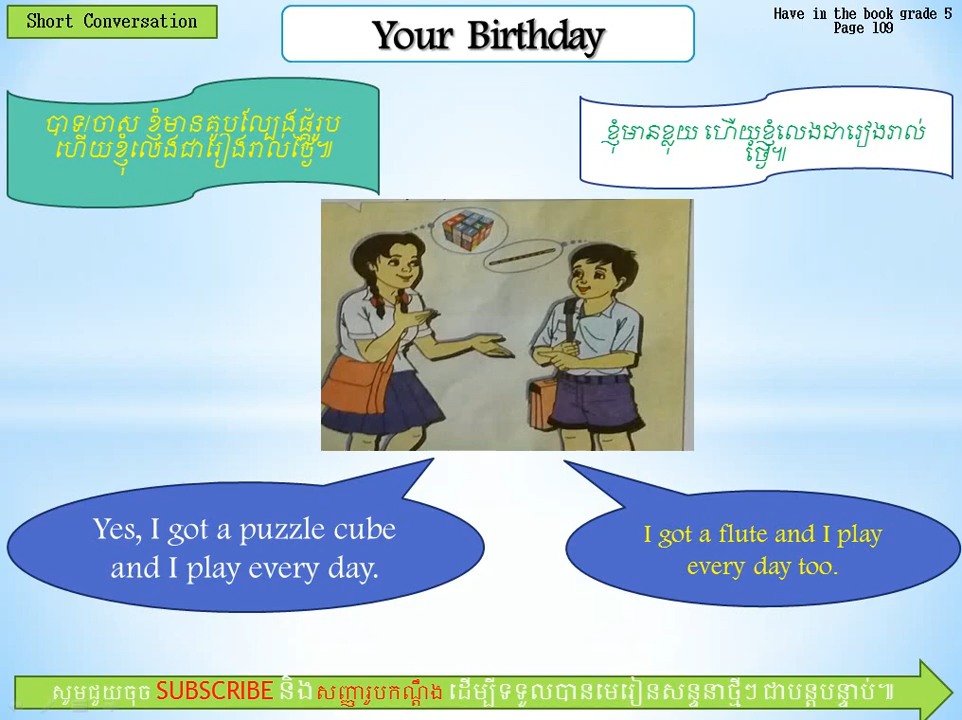 Short Conversation
Your Birthday
Have in the book grade 5
Page 109
បាទ/ចាស ខ្ញុំមានគូបល្បែងផ្គុំរូប
ហើយខ្ញុំលេងជារៀងរាល់ថ្ងៃ៕
ខ្ញុំមានខ្លុយ ហើយខ្ញុំលេងជារៀងរាល់
ថ្ងៃ៕
Yes, I got a puzzle cube
and I play every day.
I got a flute and I play
every day too.
សូមជួយចុច SUBSCRIBE និង សញ្ញារូបកណ្ដឹង ដើម្បីទទួលបានមេរៀនសន្ទនាថ្មីៗ ជាបន្តបន្ទាប់៕